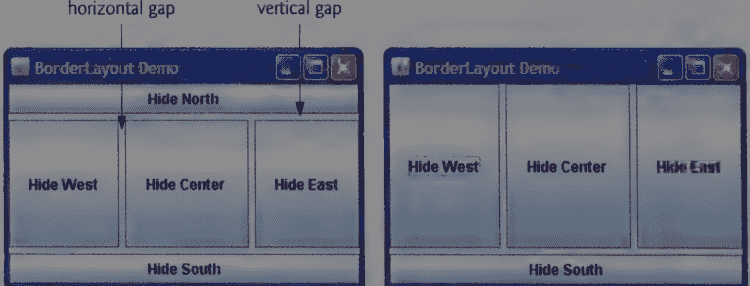 horizontal gap
vertical gap
BorderLayout Demo
Hide North
Hide West
Hide Center
Hide East
Hide South
BorderLayout Demo
Hide West
Hide Center
Hide East
Hide South